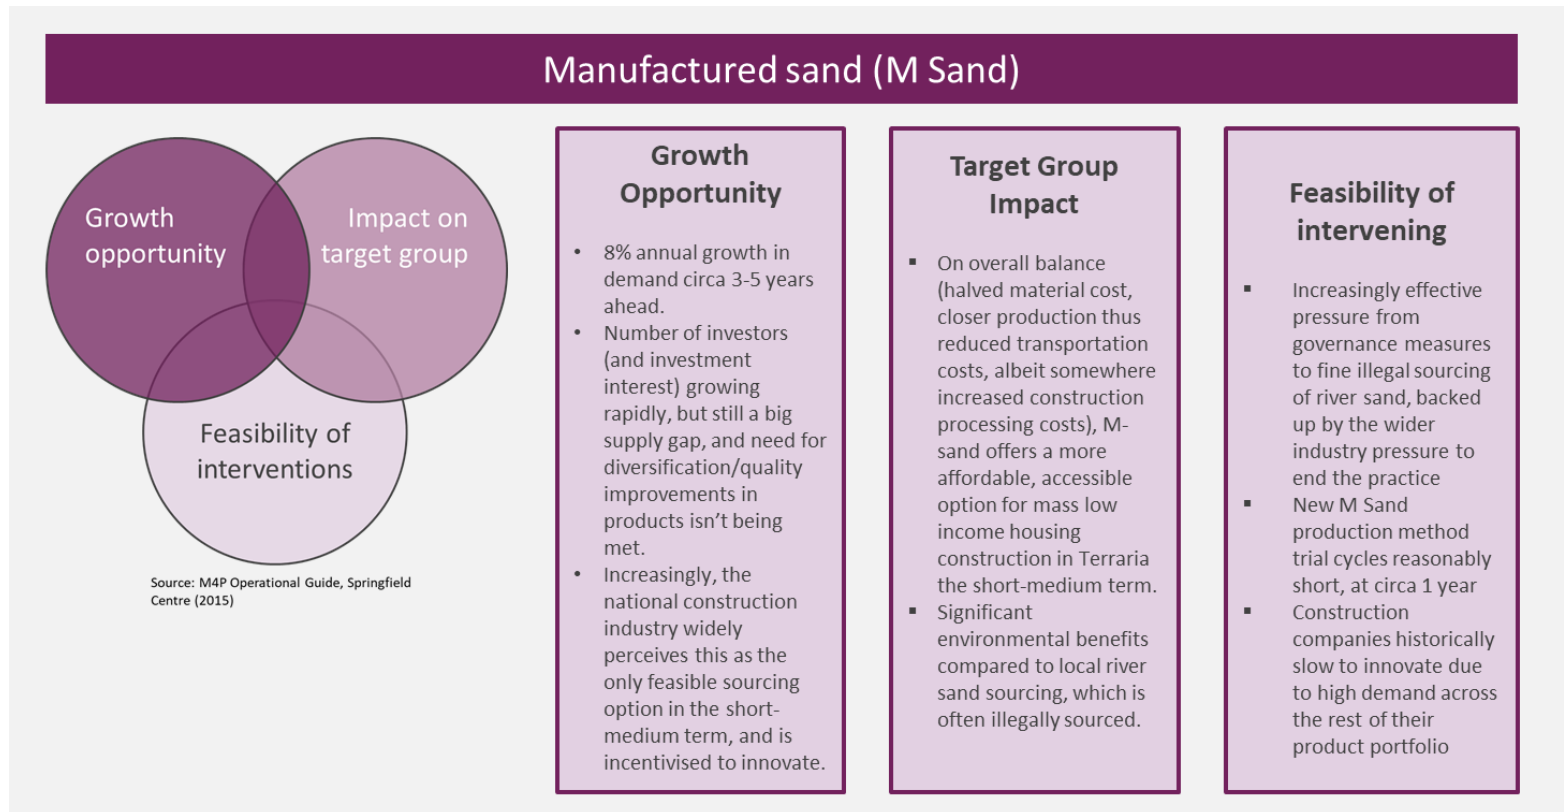 Manufactured sand (M Sand)
Growth
opportunity
Impact on
target group
Feasibility of
interventions
Source: M4P Operational Guide, Springfield
Centre (2015)
Growth
Opportunity
• 8% annual growth in
demand circa 3-5 years
ahead.
• Number of investors
(and investment
interest) growing
rapidly, but still a big
supply gap, and need for
diversification/quality
improvements in
products isn’t being
met.
• Increasingly, the
national construction
industry widely
perceives this as the
only feasible sourcing
option in the short-
medium term, and is
incentivised to innovate.
Target Group
Impact
▪ On overall balance
(halved material cost,
closer production thus
reduced transportation
costs, albeit somewhere
increased construction
processing costs), M-
sand offers a more
affordable, accessible
option for mass low
income housing
construction in Terraria
the short-medium term.
▪ Significant
environmental benefits
compared to local river
sand sourcing, which is
often illegally sourced.
Feasibility of
intervening
▪ Increasingly effective
pressure from
governance measures
to fine illegal sourcing
of river sand, backed
up by the wider
industry pressure to
end the practice
▪ New M Sand
production method
trial cycles reasonably
short, at circa 1 year
▪ Construction
companies historically
slow to innovate due
to high demand across
the rest of their
product portfolio